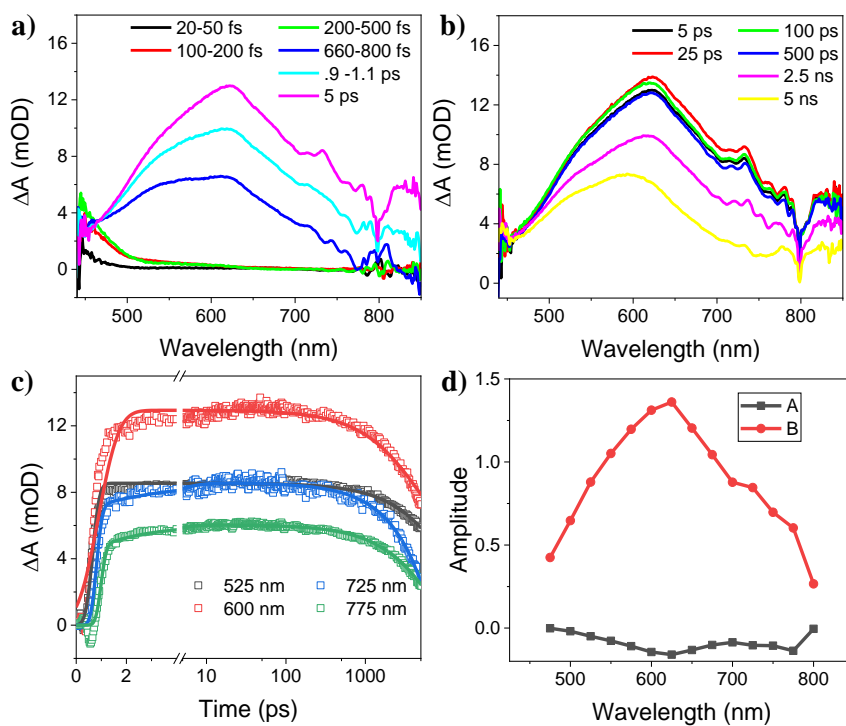 a)
20-50 fs
100-200 fs
200-500 fs
660-800 fs
.9 -1.1 ps
5 ps
16
12
8
4
0
ΔA (mOD)
500 600 700 800
Wavelength (nm)
b)
5 ps
25 ps
100 ps
500 ps
2.5 ns
5 ns
16
12
8
4
0
ΔA (mOD)
500 600 700 800
Wavelength (nm)
c)
12
8
4
0
ΔA (mOD)
525 nm
600 nm
725 nm
775 nm
0 2 10 100 1000
Time (ps)
d)
A
B
1.5
1.0
0.5
0.0
Amplitude
500 600 700 800
Wavelength (nm)